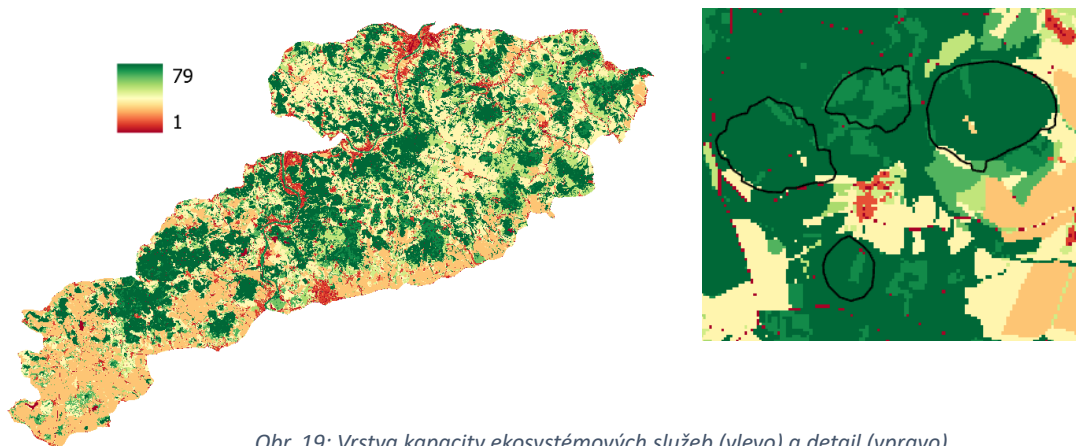 79
1
Obr. 19: Vrstva kapacity ekosystémových služeb (vlevo) a detail (vpravo)